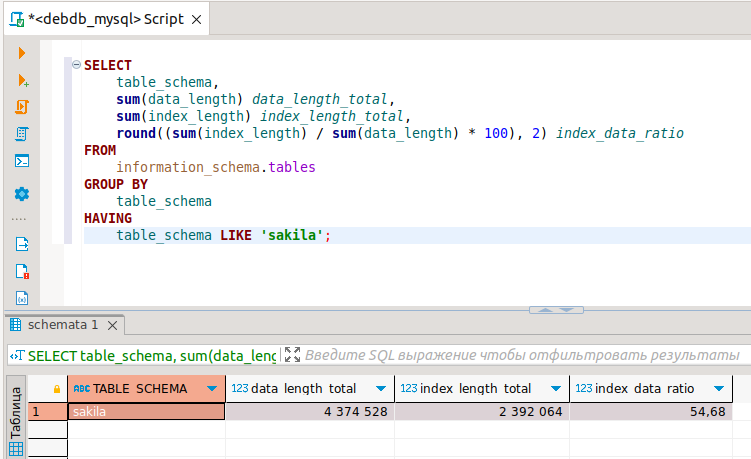 *<debdb_mysql> Script
SELECT
table_schema,
sum(data_length) data_length_total,
sum(index_length) index_length_total,
round((sum(index_length) / sum(data_length) * 100), 2) index_data_ratio
FROM
information_schema.tables
GROUP BY
table_schema
HAVING
table_schema LIKE 'sakila';
schemata 1
SELECT table_schema, sum(data_leng Введите SQL выражение чтобы отфильтровать результаты
Таблица
ABC TABLE_SCHEMA 123 data_length_total 123 index_length_total 123 index_data_ratio
1 sakila 4 374 528 2 392 064 54,68